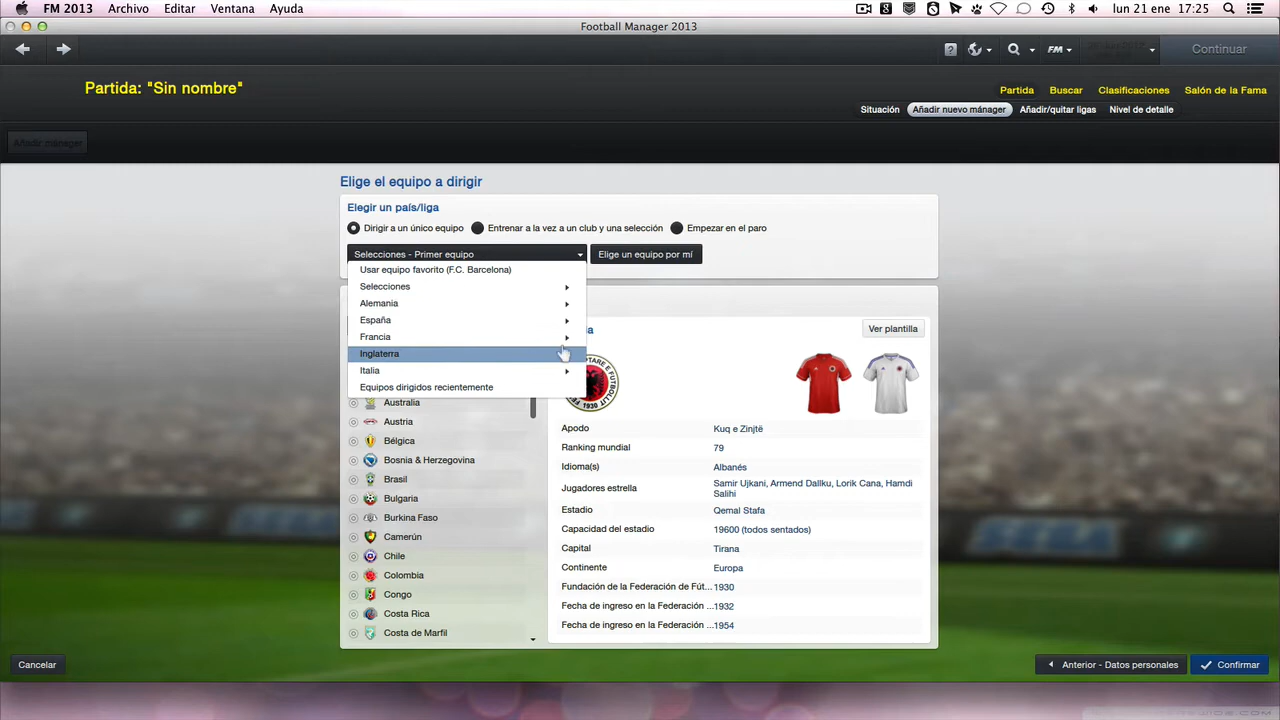 FM 2013 Archivo Editar Ventana Ayuda lun 21 ene 17:25
Football Manager 2013
FM Continuar
Partida: "Sin nombre" Partida Buscar Clasificaciones Salón de la Fama
Situación Añadir nuevo mánager Añadir/quitar ligas Nivel de detalle
Añadir mánager
Elige el equipo a dirigir
Elegir un país/liga
Dirigir a un único equipo Entrenar a la vez a un club y una selección Empezar en el paro
Selecciones - Primer equipo Elige un equipo por mí
Usar equipo favorito (F.C. Barcelona)
Selecciones
Alemania
España
Francia
Inglaterra
Italia
Equipos dirigidos recientemente
Australia
Austria
Bélgica
Bosnia & Herzegovina
Brasil
Bulgaria
Burkina Faso
Camerún
Chile
Colombia
Congo
Costa Rica
Costa de Marfil
Ver plantilla
1930
Apodo Kuq e Zinjtë
Ranking mundial 79
Idioma(s) Albanés
Jugadores estrella Samir Ujkani, Armend Dallku, Lorik Cana, Hamdi
Salihi
Estadio Qemal Stafa
Capacidad del estadio 19600 (todos sentados)
Capital Tirana
Continente Europa
Fundación de la Federación de Fút... 1930
Fecha de ingreso en la Federación ... 1932
Fecha de ingreso en la Federación ... 1954
SEGA
Cancelar Anterior - Datos personales Confirmar